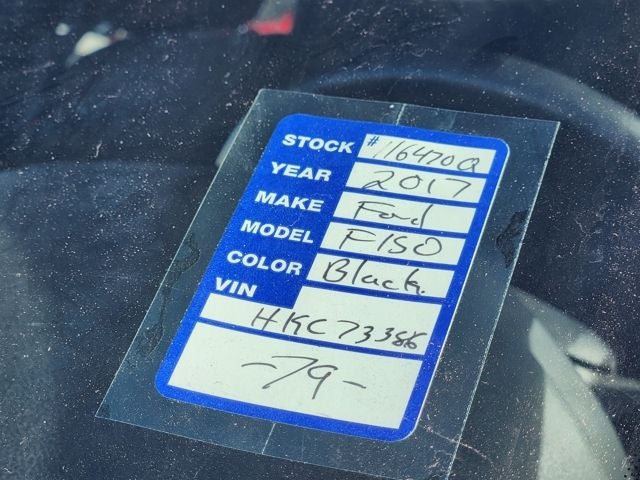 STOCK #116470Q
YEAR 2017
MAKE Ford
MODEL F150
COLOR Black.
VIN
HKC73386
-79-